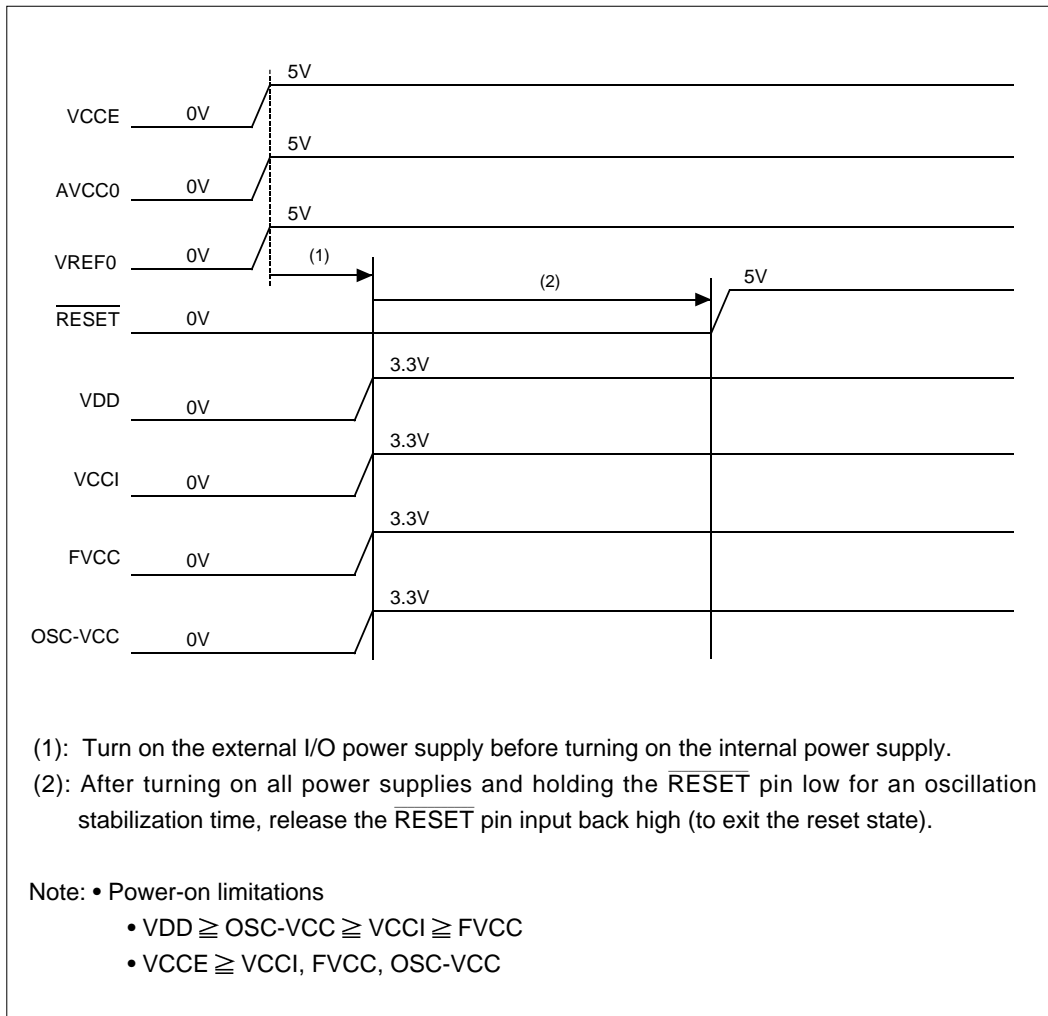 5V
VCCE 0V
5V
AVCC0 0V
5V
VREF0 0V
(1)
(2)
5V
RESET 0V
3.3V
VDD 0V
3.3V
VCCI 0V
3.3V
FVCC 0V
3.3V
OSC-VCC 0V
(1): Turn on the external I/O power supply before turning on the internal power supply.
(2): After turning on all power supplies and holding the RESET pin low for an oscillation
stabilization time, release the RESET pin input back high (to exit the reset state).
Note: • Power-on limitations
• VDD ≧ OSC-VCC ≧ VCCI ≧ FVCC
• VCCE ≧ VCCI, FVCC, OSC-VCC